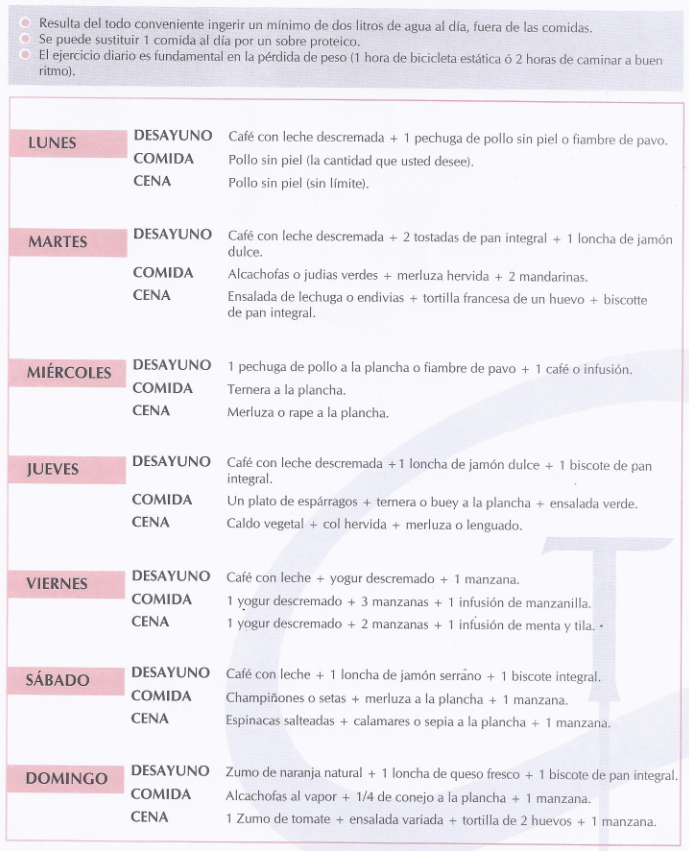 Resulta del todo conveniente ingerir un mínimo de dos litros de agua al día, fuera de las comidas.
Se puede sustituir 1 comida al día por un sobre proteico.
El ejercicio diario es fundamental en la pérdida de peso (1 hora de bicicleta estática ó 2 horas de caminar a buen
ritmo).
LUNES
DESAYUNO Café con leche descremada + 1 pechuga de pollo sin piel o fiambre de pavo.
COMIDA Pollo sin piel (la cantidad que usted desee).
CENA Pollo sin piel (sin límite).
MARTES
DESAYUNO Café con leche descremada + 2 tostadas de pan integral + 1 loncha de jamón
dulce.
COMIDA Alcachofas o judias verdes + merluza hervida + 2 mandarinas.
CENA Ensalada de lechuga o endivias + tortilla francesa de un huevo + biscotte
de pan integral.
MIÉRCOLES
DESAYUNO 1 pechuga de pollo a la plancha o fiambre de pavo + 1 café o infusión.
COMIDA Ternera a la plancha.
CENA Merluza o rape a la plancha.
JUEVES
DESAYUNO Café con leche descremada +1 loncha de jamón dulce + 1 biscote de pan
integral.
COMIDA Un plato de espárragos + ternera o buey a la plancha + ensalada verde.
CENA Caldo vegetal + col hervida + merluza o lenguado.
VIERNES
DESAYUNO Café con leche + yogur descremado + 1 manzana.
COMIDA 1 yogur descremado + 3 manzanas + 1 infusión de manzanilla.
CENA 1 yogur descremado + 2 manzanas + 1 infusión de menta y tila.
SÁBADO
DESAYUNO Café con leche + 1 loncha de jamón serrano + 1 biscote integral.
COMIDA Champiñones o setas + merluza a la plancha + 1 manzana.
CENA Espinacas salteadas + calamares o sepia a la plancha + 1 manzana.
DOMINGO
DESAYUNO Zumo de naranja natural + 1 loncha de queso fresco + 1 biscote de pan integral.
COMIDA Alcachofas al vapor + 1/4 de conejo a la plancha + 1 manzana.
CENA 1 Zumo de tomate + ensalada variada + tortilla de 2 huevos + 1 manzana.